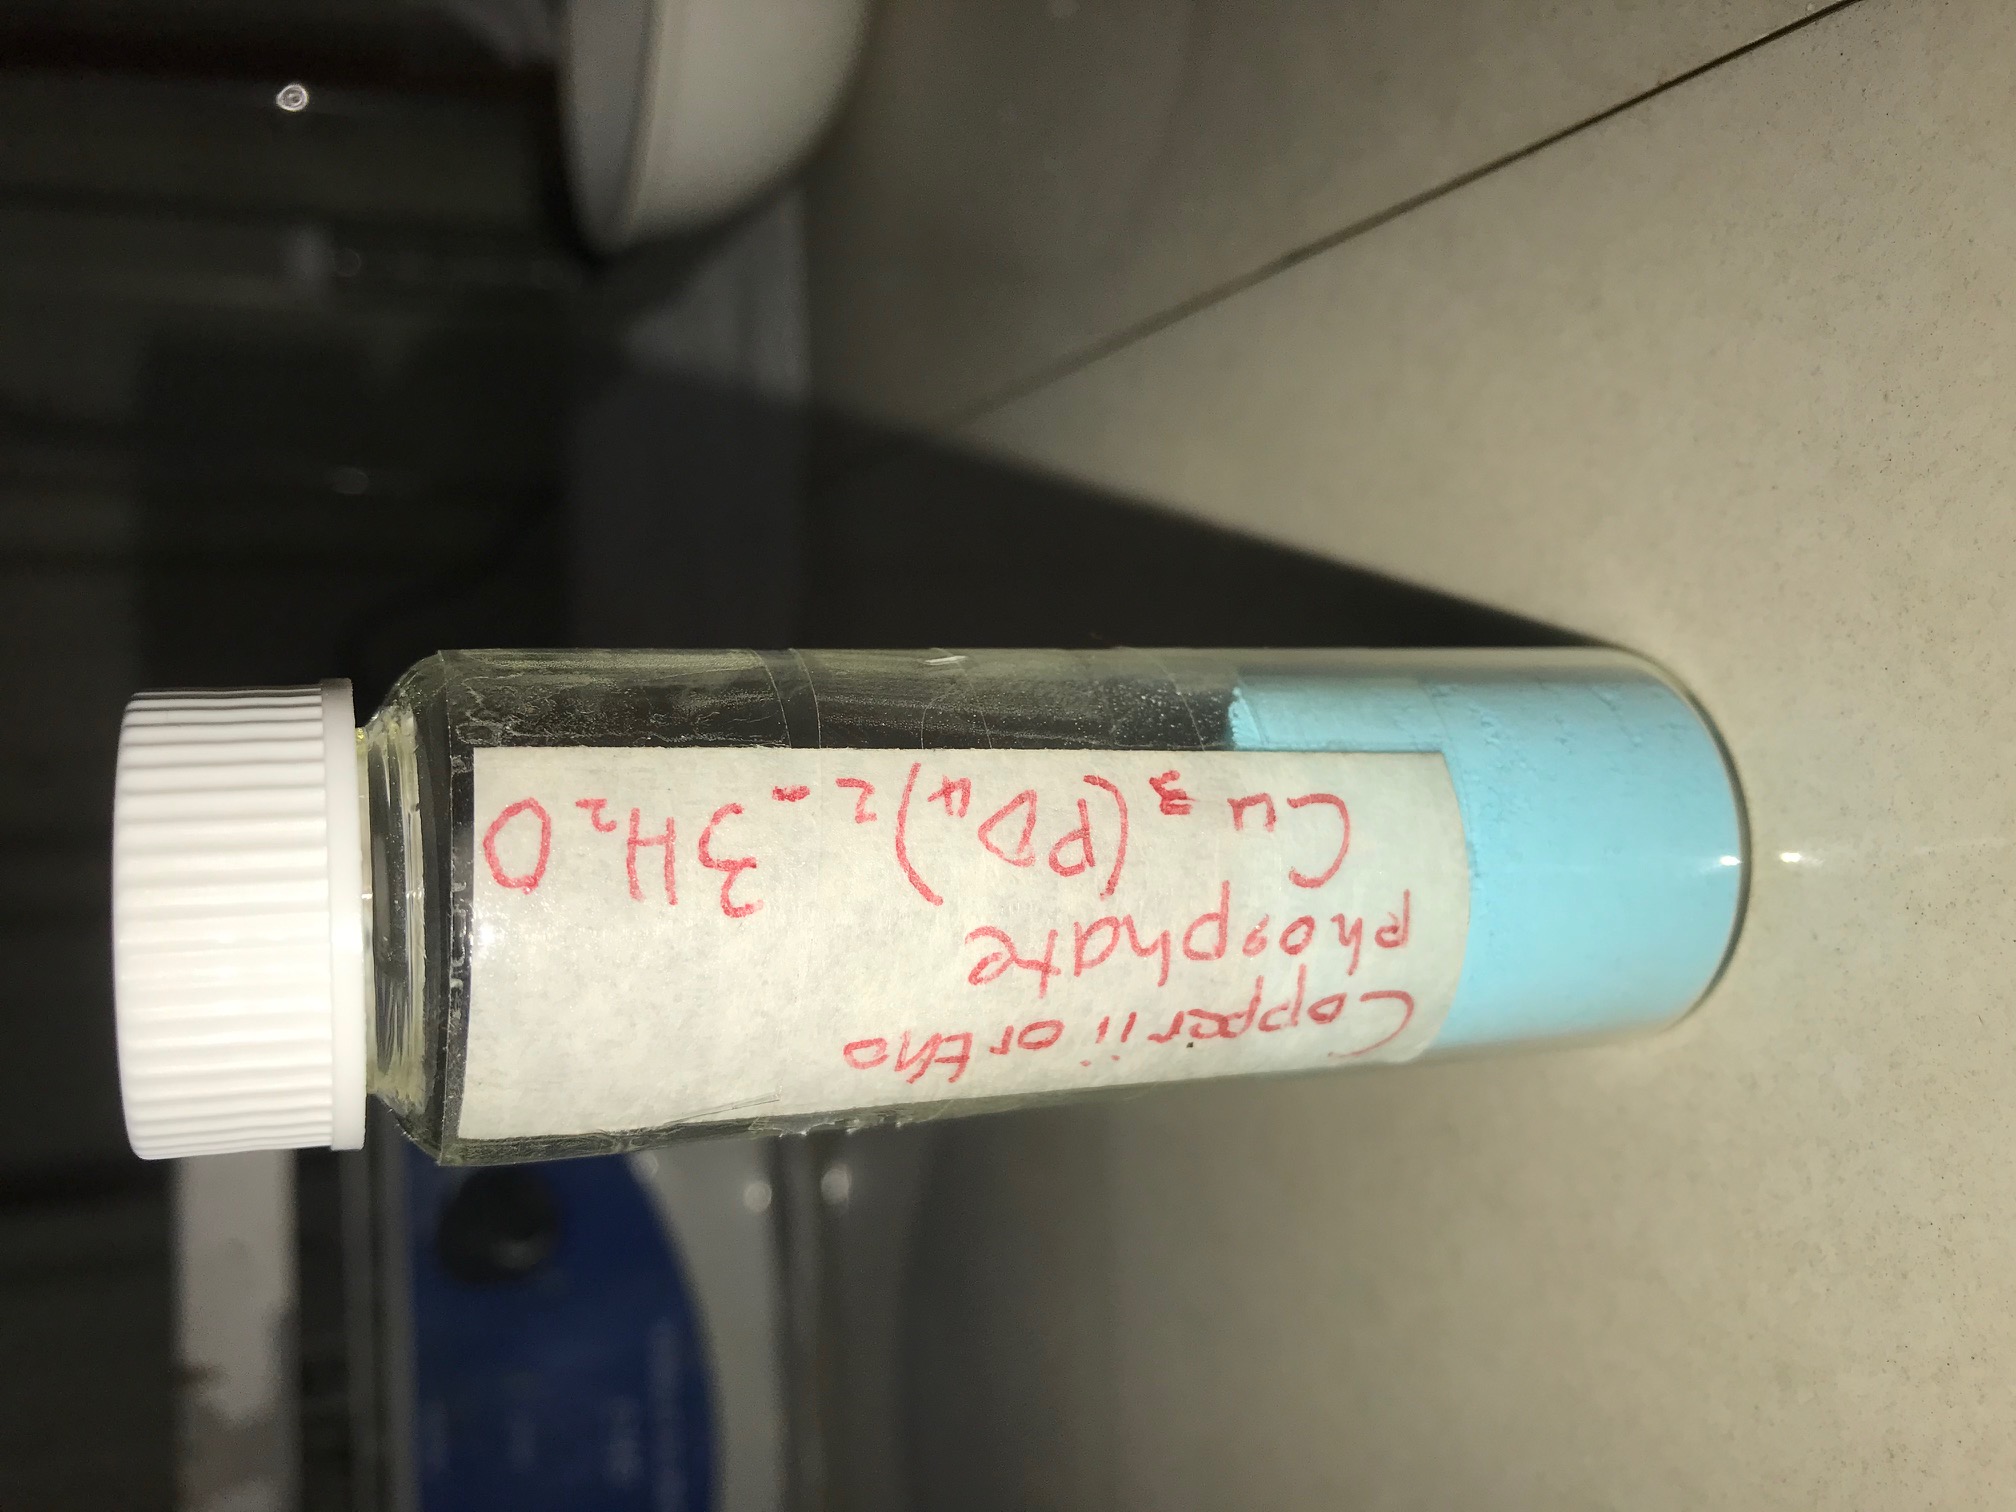 Copper ii ortho
phosphate
Cu₃(PO₄)₂·3H₂O